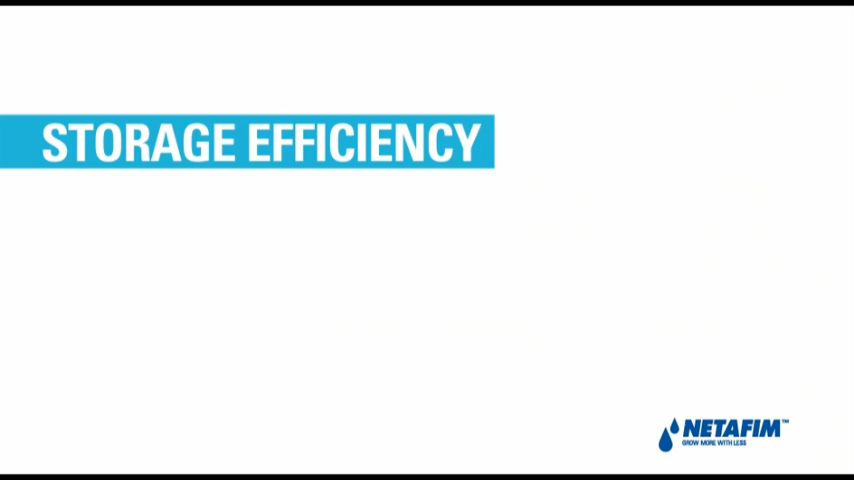 STORAGE EFFICIENCY
NETAFIM™
GROW MORE WITH LESS